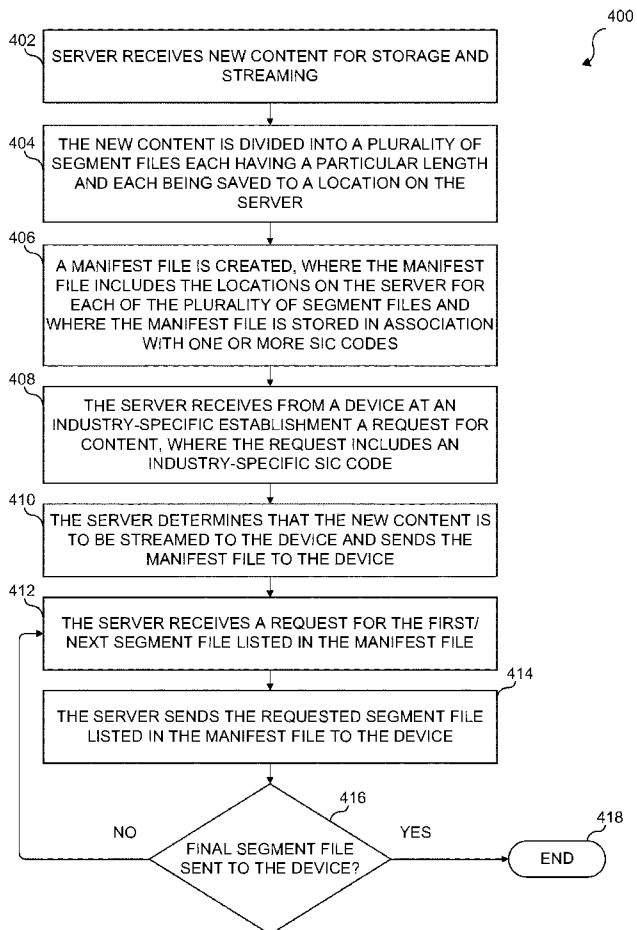 400
402
SERVER RECEIVES NEW CONTENT FOR STORAGE AND
STREAMING
404
THE NEW CONTENT IS DIVIDED INTO A PLURALITY OF
SEGMENT FILES EACH HAVING A PARTICULAR LENGTH
AND EACH BEING SAVED TO A LOCATION ON THE
SERVER
406
A MANIFEST FILE IS CREATED, WHERE THE MANIFEST
FILE INCLUDES THE LOCATIONS ON THE SERVER FOR
EACH OF THE PLURALITY OF SEGMENT FILES AND
WHERE THE MANIFEST FILE IS STORED IN ASSOCIATION
WITH ONE OR MORE SIC CODES
408
THE SERVER RECEIVES FROM A DEVICE AT AN
INDUSTRY-SPECIFIC ESTABLISHMENT A REQUEST FOR
CONTENT, WHERE THE REQUEST INCLUDES AN
INDUSTRY-SPECIFIC SIC CODE
410
THE SERVER DETERMINES THAT THE NEW CONTENT IS
TO BE STREAMED TO THE DEVICE AND SENDS THE
MANIFEST FILE TO THE DEVICE
412
THE SERVER RECEIVES A REQUEST FOR THE FIRST/
NEXT SEGMENT FILE LISTED IN THE MANIFEST FILE
414
THE SERVER SENDS THE REQUESTED SEGMENT FILE
LISTED IN THE MANIFEST FILE TO THE DEVICE
416
NO
FINAL SEGMENT FILE
SENT TO THE DEVICE?
YES
418
END